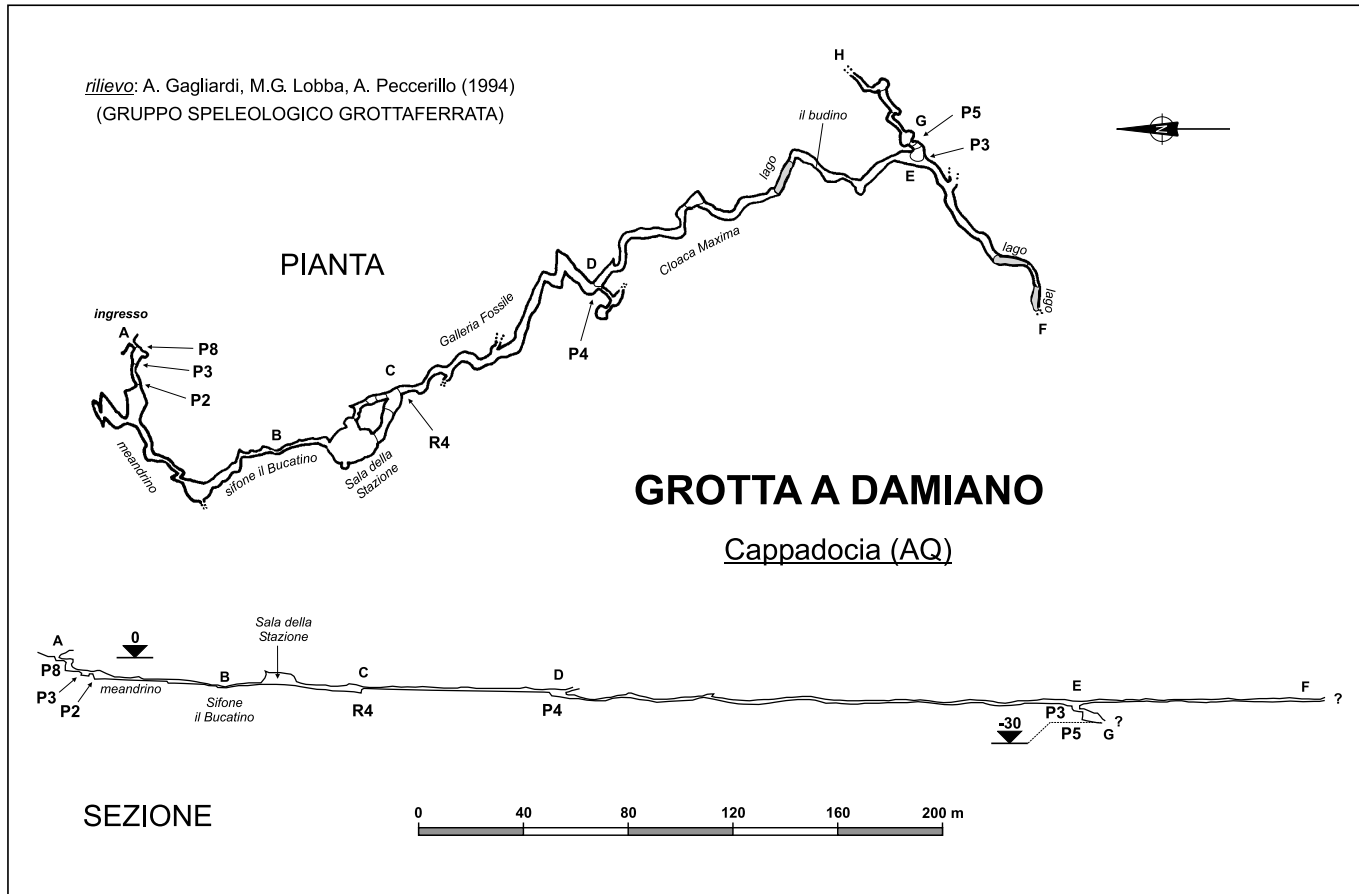 rilievo: A. Gagliardi, M.G. Lobba, A. Peccerillo (1994)
(GRUPPO SPELEOLOGICO GROTTAFERRATA)
H
il budino
G
P5
N
P3
E
lago
PIANTA
D
Cloaca Maxima
lago
lago
F
ingresso
A
P8
P3
P2
Galleria Fossile
P4
C
R4
B
meandrino
sifone il Bucatino
Sala della
Stazione
GROTTA A DAMIANO
Cappadocia (AQ)
Sala della
Stazione
A
0
P8
P3
P2
meandrino
B
Sifone
il Bucatino
C
R4
D
P4
E
P3
P5
G
?
-30
F
?
SEZIONE
0 40 80 120 160 200 m